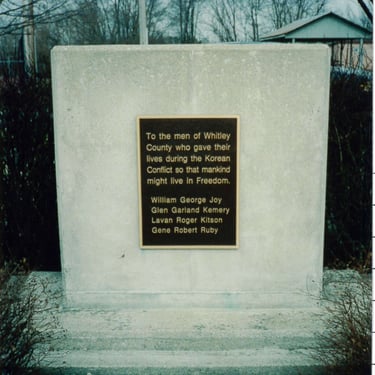 To the men of Whitley
County who gave their
lives during the Korean
Conflict so that mankind
might live in Freedom.
William George Joy
Glen Garland Kemery
Lavan Roger Kitson
Gene Robert Ruby